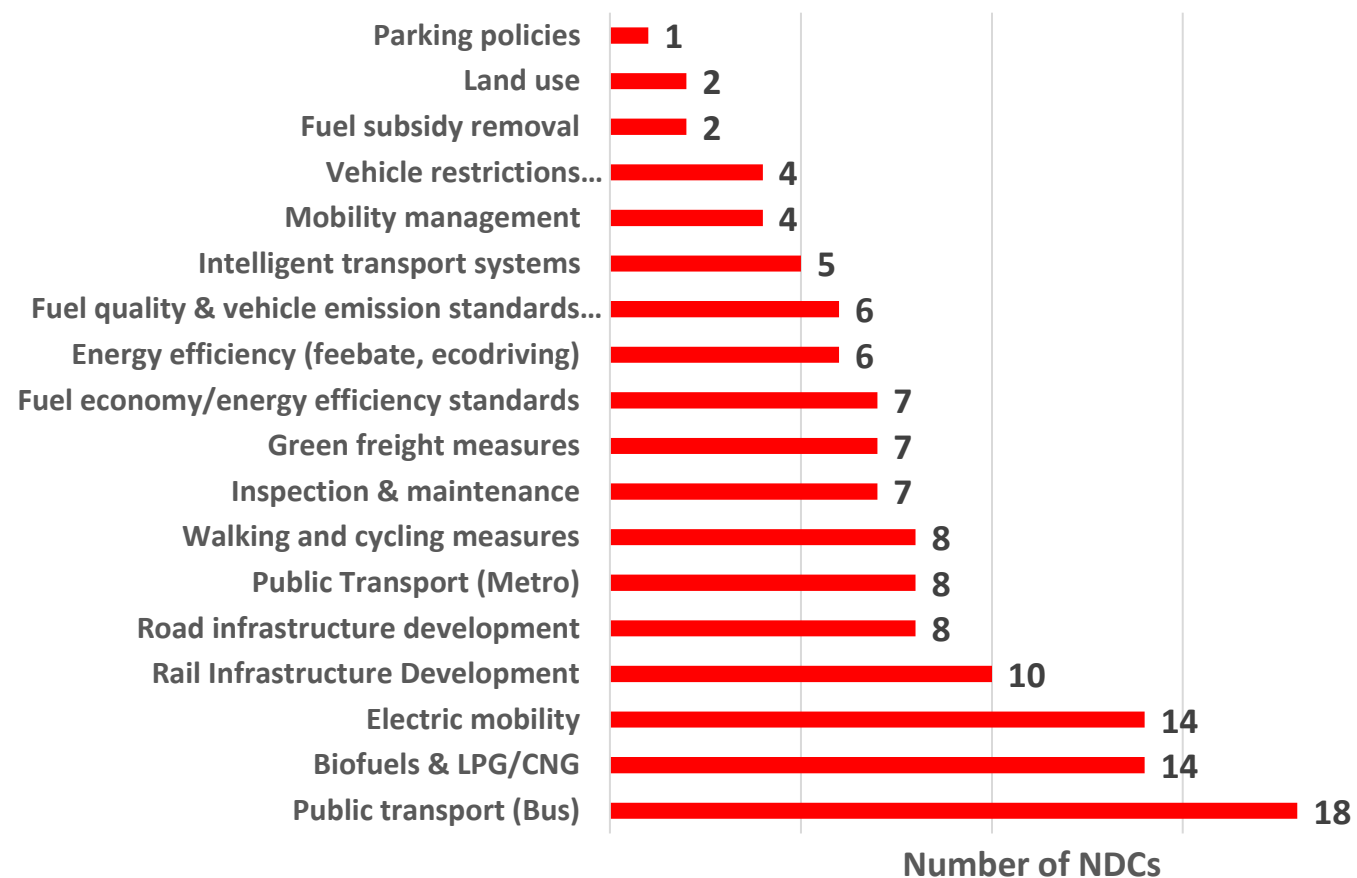 Parking policies 1
Land use 2
Fuel subsidy removal 2
Vehicle restrictions... 4
Mobility management 4
Intelligent transport systems 5
Fuel quality & vehicle emission standards... 6
Energy efficiency (feebate, ecodriving) 6
Fuel economy/energy efficiency standards 7
Green freight measures 7
Inspection & maintenance 7
Walking and cycling measures 8
Public Transport (Metro) 8
Road infrastructure development 8
Rail Infrastructure Development 10
Electric mobility 14
Biofuels & LPG/CNG 14
Public transport (Bus) 18
Number of NDCs